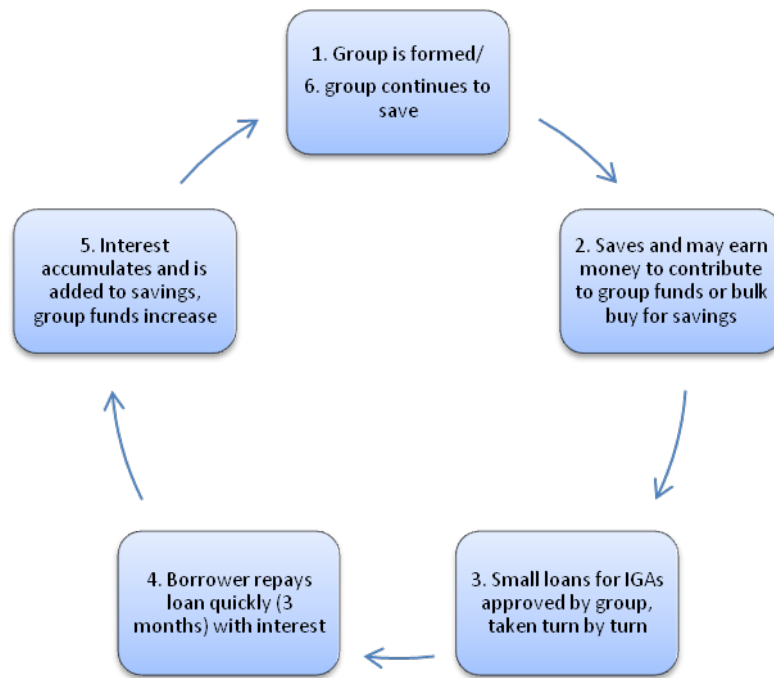 1. Group is formed/
6. group continues to
save
2. Saves and may earn
money to contribute
to group funds or bulk
buy for savings
3. Small loans for IGAs
approved by group,
taken turn by turn
4. Borrower repays
loan quickly (3
months) with interest
5. Interest
accumulates and is
added to savings,
group funds increase